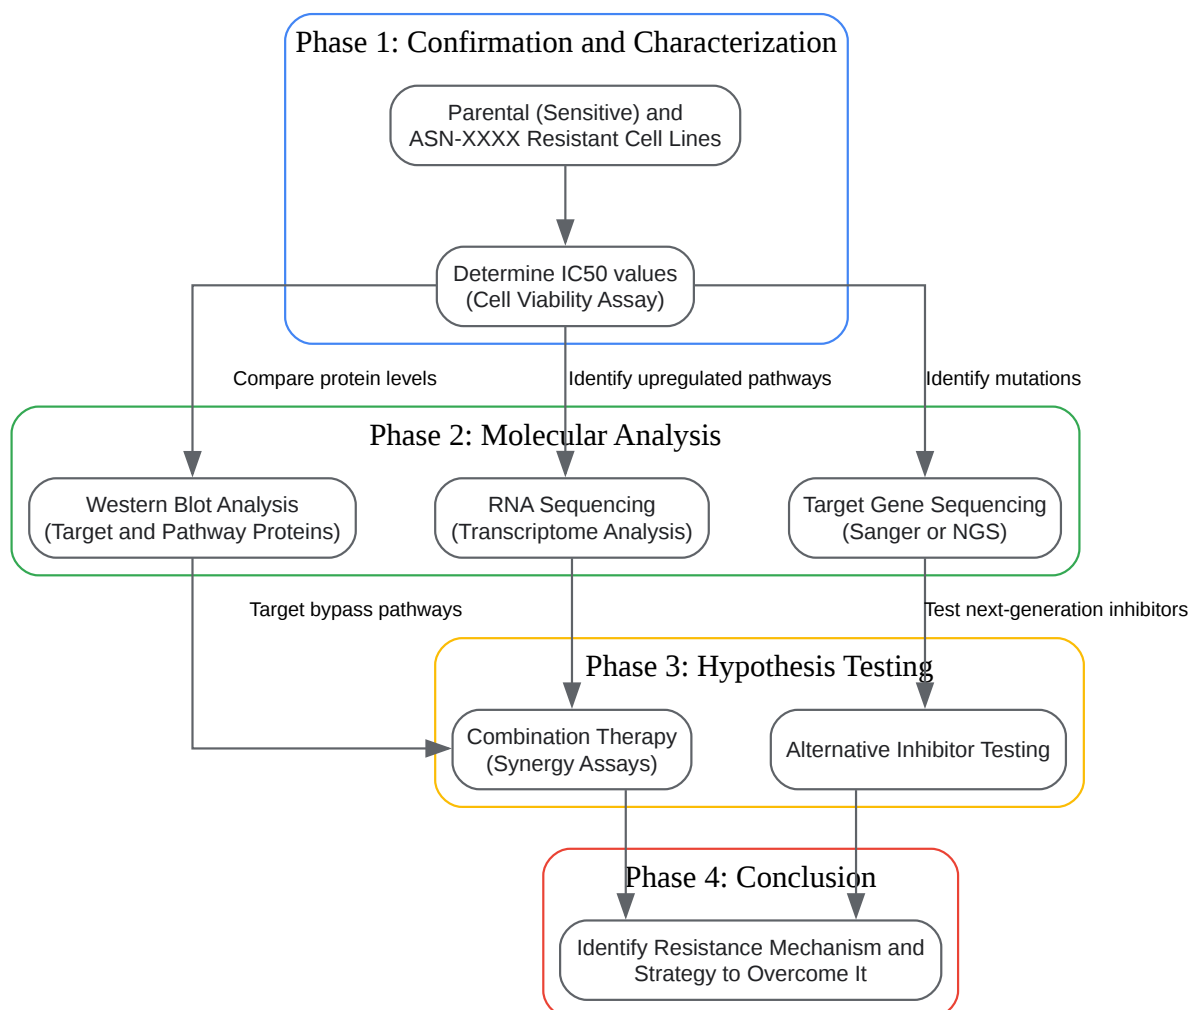 Phase 1: Confirmation and Characterization
Parental (Sensitive) and
ASN-XXXX Resistant Cell Lines
Determine IC50 values
(Cell Viability Assay)
Compare protein levels
Identify upregulated pathways
Identify mutations
Phase 2: Molecular Analysis
Western Blot Analysis
(Target and Pathway Proteins)
RNA Sequencing
(Transcriptome Analysis)
Target Gene Sequencing
(Sanger or NGS)
Target bypass pathways
Test next-generation inhibitors
Phase 3: Hypothesis Testing
Combination Therapy
(Synergy Assays)
Alternative Inhibitor Testing
Phase 4: Conclusion
Identify Resistance Mechanism and
Strategy to Overcome It